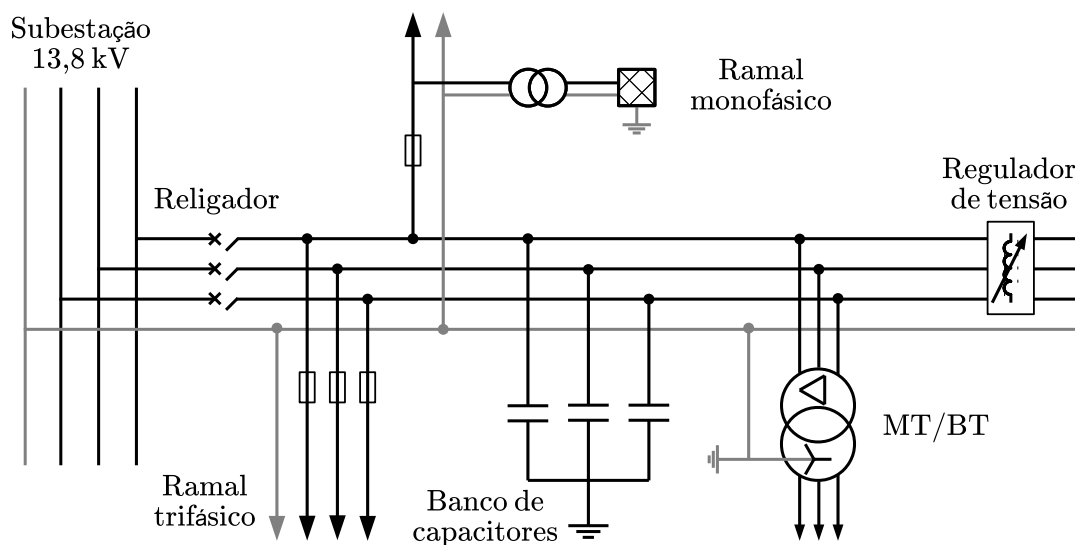 Subestação
13,8 kV
Ramal
monofásico
Religador
Regulador
de tensão
MT/BT
Ramal
trifásico
Banco de
capacitores